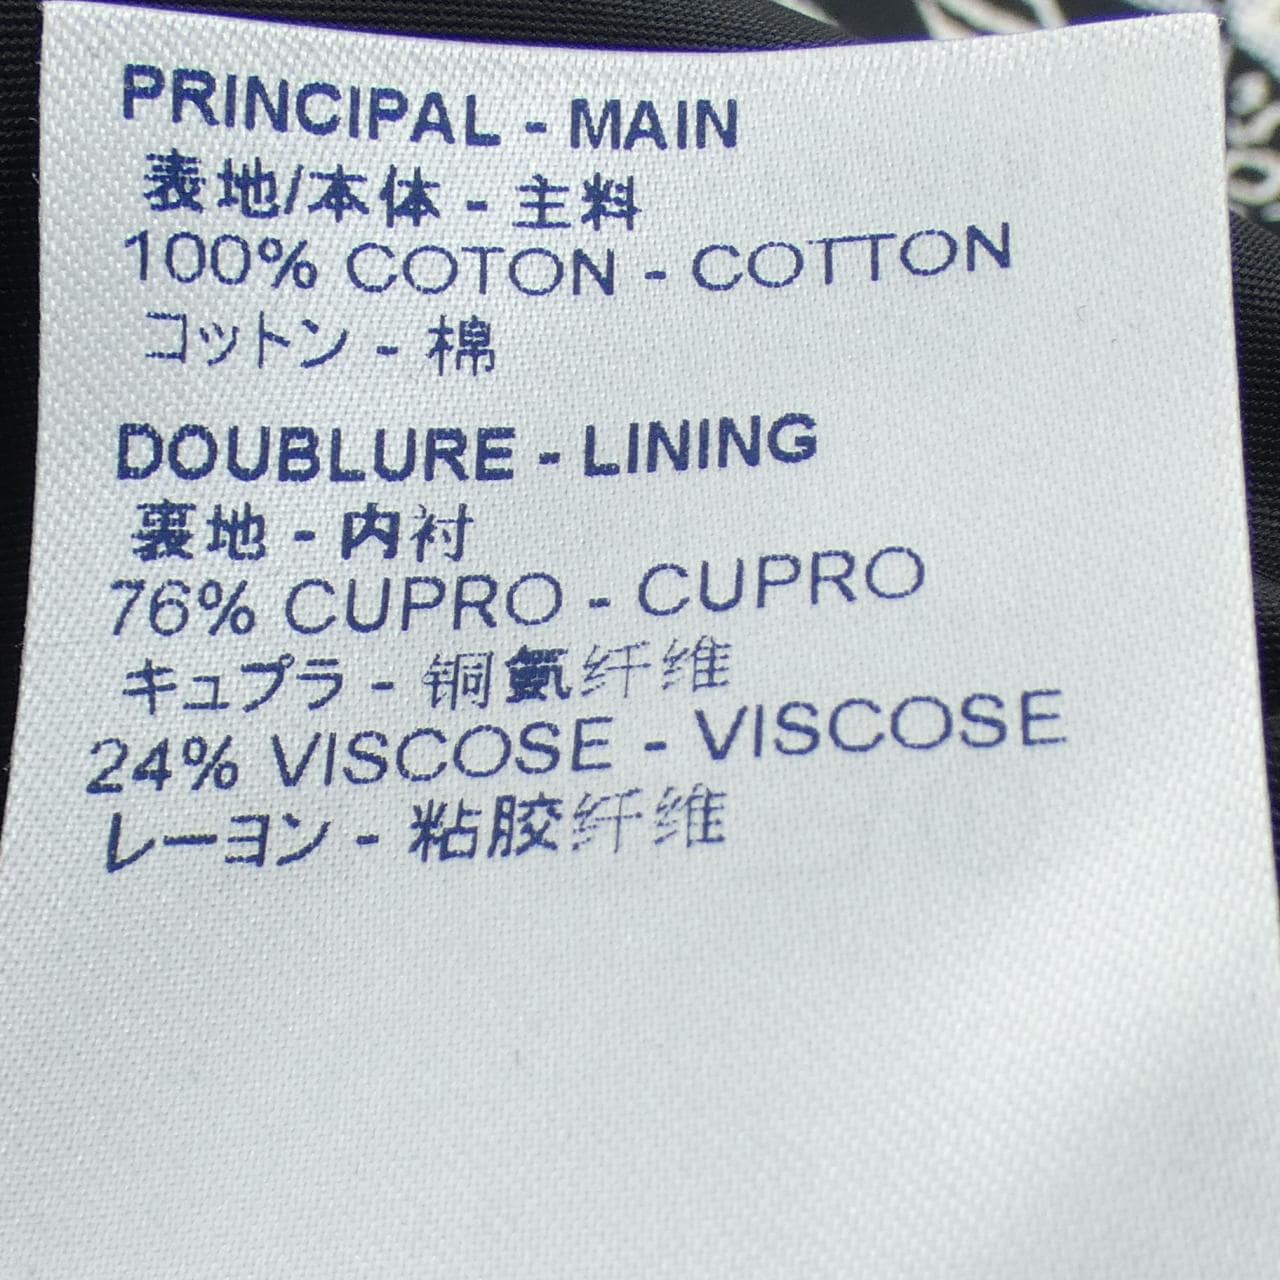 PRINCIPAL - MAIN
表地/本体 - 主料
100% COTON - COTTON
コットン - 棉
DOUBLURE - LINING
裏地 - 内衬
76% CUPRO - CUPRO
キュプラ - 铜氨纤维
24% VISCOSE - VISCOSE
レーヨン - 粘胶纤维